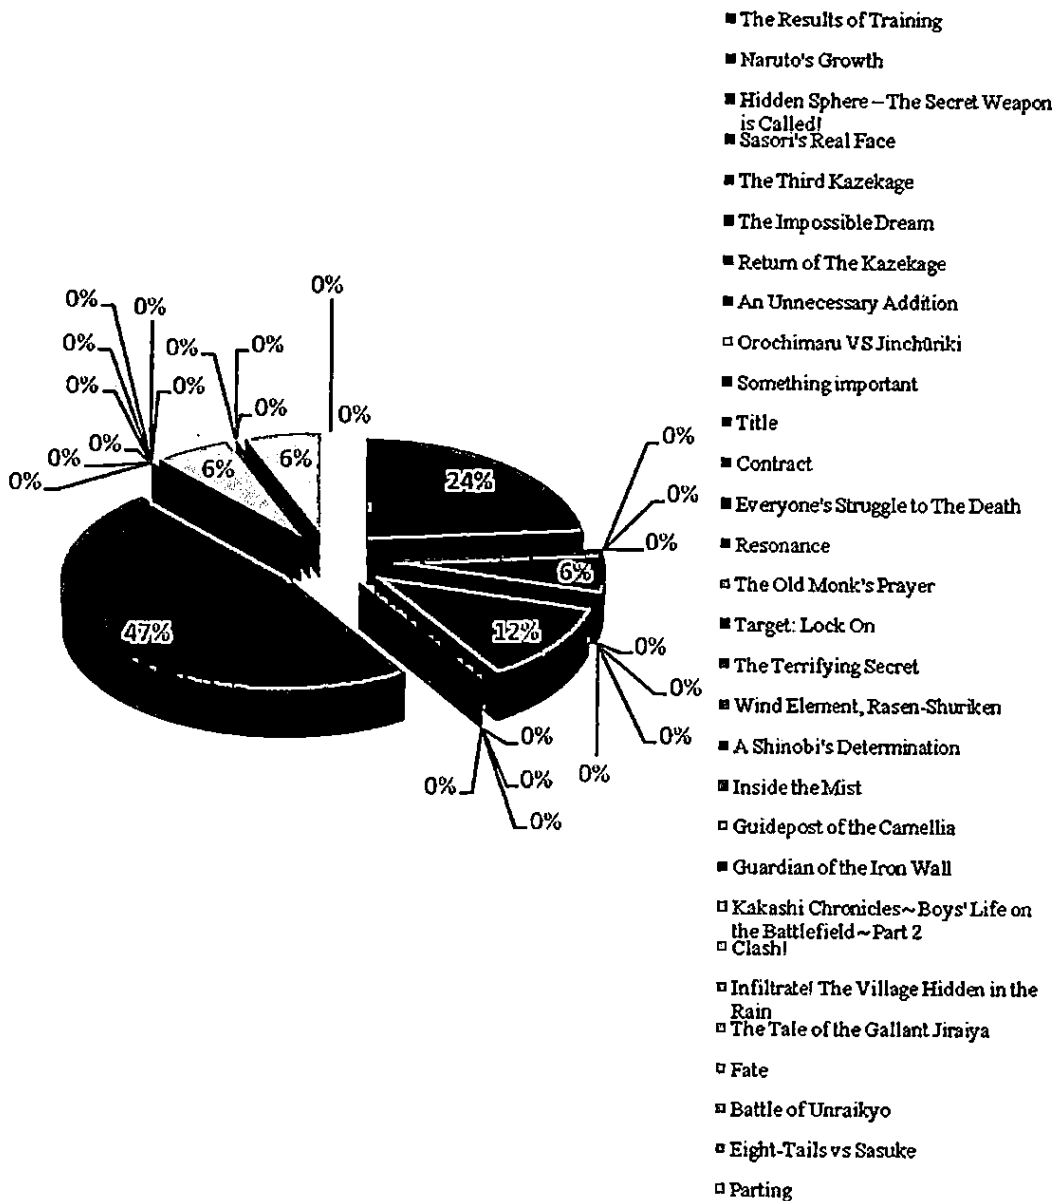 The Results of Training
Naruto's Growth
Hidden Sphere – The Secret Weapon
is Called!
Sasori's Real Face
The Third Kazekage
The Impossible Dream
Return of The Kazekage
An Unnecessary Addition
Orochimaru VS Jinchūriki
Something important
Title
Contract
Everyone's Struggle to The Death
Resonance
The Old Monk's Prayer
Target: Lock On
The Terrifying Secret
Wind Element, Rasen-Shuriken
A Shinobi's Determination
Inside the Mist
Guidepost of the Camellia
Guardian of the Iron Wall
Kakashi Chronicles~Boys' Life on
the Battlefield~Part 2
Clash!
Infiltrate! The Village Hidden in the
Rain
The Tale of the Gallant Jiraiya
Fate
Battle of Unraikyo
Eight-Tails vs Sasuke
Parting
0%
0%
0%
0%
0%
0%
0%
0%
0%
0%
0%
0%
0%
0%
6%
6%
24%
0%
0%
0%
6%
12%
47%
0%
0%
0%
0%
0%
0%
0%
0%